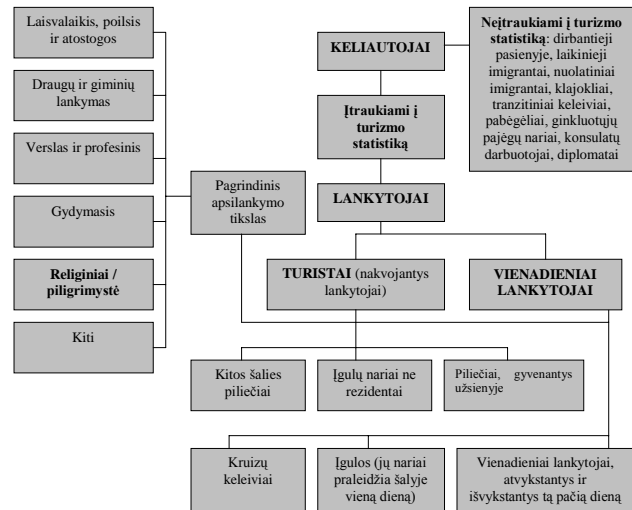 Laisvalaikis, poilsis
ir atostogos
Draugų ir giminių
lankymas
Verslas ir profesinis
Gydymasis
Religiniai /
piligrimystė
Kiti
Pagrindinis
apsilankymo
tikslas
KELIAUTOJAI
Įtraukiami į
turizmo
statistiką
LANKYTOJAI
Neįtraukiami į turizmo
statistiką: dirbantieji
pasienyje, laikinieji
imigrantai, nuolatiniai
imigrantai, klajokliai,
tranzitiniai keleiviai,
pabėgėliai, ginkluotųjų
pajėgų nariai, konsulatų
darbuotojai, diplomatai
TURISTAI (nakvojantys
lankytojai)
VIENADIENIAI
LANKYTOJAI
Kitos šalies
piliečiai
Įgulų nariai ne
rezidentai
Piliečiai, gyvenantys
užsienyje
Kruizų
keleiviai
Įgulos (jų nariai
praleidžia šalyje
vieną dieną)
Vienadieniai lankytojai,
atvykstantys ir
išvykstantys tą pačią dieną